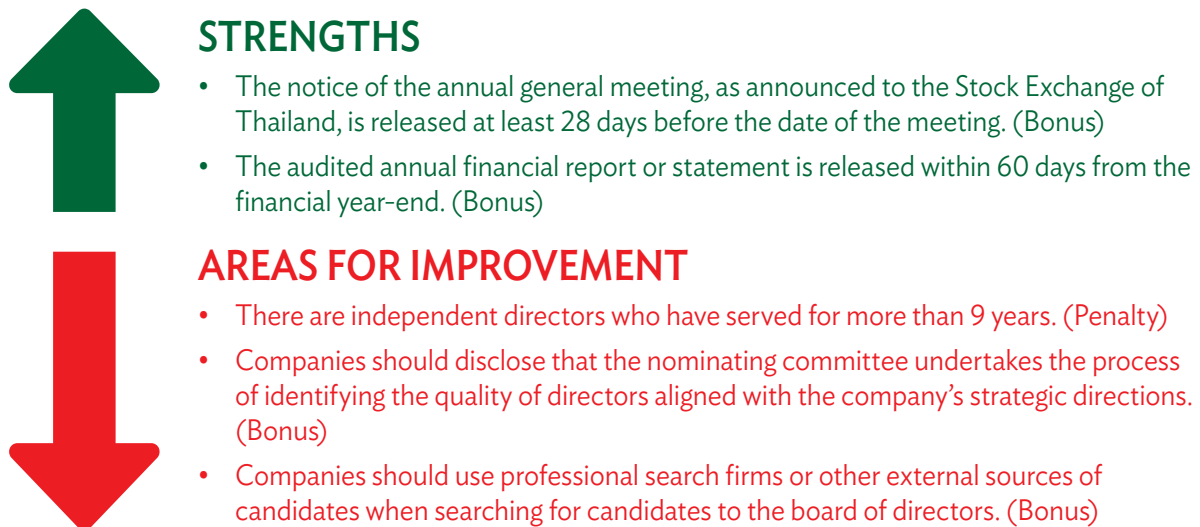 STRENGTHS
• The notice of the annual general meeting, as announced to the Stock Exchange of
Thailand, is released at least 28 days before the date of the meeting. (Bonus)
• The audited annual financial report or statement is released within 60 days from the
financial year-end. (Bonus)
AREAS FOR IMPROVEMENT
• There are independent directors who have served for more than 9 years. (Penalty)
• Companies should disclose that the nominating committee undertakes the process
of identifying the quality of directors aligned with the company’s strategic directions.
(Bonus)
• Companies should use professional search firms or other external sources of
candidates when searching for candidates to the board of directors. (Bonus)